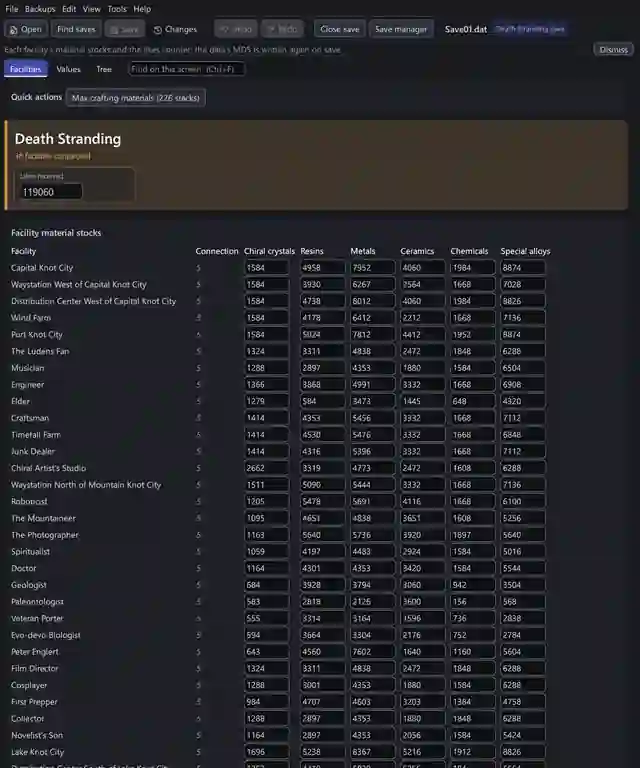 File Backups Edit View Tools Help
Open Find saves Save Changes Undo Redo Close save Save manager Save01.dat Death Stranding save
Each facility's material stocks and the likes counter; the data's MD5 is written again on save Dismiss
Facilities Values Tree Find on this screen (Ctrl+F)
Quick actions Max crafting materials (226 stacks)
Death Stranding
facilities connected
Likes received
119060
Facility material stocks
Facility Connection Chiral crystals Resins Metals Ceramics Chemicals Special alloys
Capital Knot City 5 1584 4958 7952 4060 1984 8874
Waystation West of Capital Knot City 5 1584 3930 6267 2564 1668 7028
Distribution Center West of Capital Knot City 5 1584 4738 6012 4060 1984 8826
Wind Farm 5 1584 4178 6412 2212 1668 7136
Port Knot City 5 1584 5024 7812 4412 1952 8874
The Ludens Fan 5 1324 3311 4838 2472 1848 6288
Musician 5 1288 2897 4353 1880 1584 6504
Engineer 5 1366 3868 4991 3332 1668 6908
Elder 5 1279 584 3473 1445 648 4320
Craftsman 5 1414 4353 5456 3332 1668 7112
Timefall Farm 5 1414 4530 5476 3332 1668 6848
Junk Dealer 5 1414 4316 5396 3332 1668 7112
Chiral Artist's Studio 5 2662 3319 4773 2472 1608 6288
Waystation North of Mountain Knot City 5 1511 5090 5444 3332 1668 7136
Roboticist 5 1205 5478 5691 4116 1668 6100
The Mountaineer 5 1095 4651 4838 3651 1608 5256
The Photographer 5 1163 5640 5736 3920 1897 5640
Spiritualist 5 1059 4197 4483 2924 1584 5016
Doctor 5 1164 4301 4353 3420 1584 5544
Geologist 5 684 3928 3794 3060 942 3504
Paleontologist 5 583 2818 2126 3600 156 568
Veteran Porter 5 555 3314 3164 1596 736 2838
Evo-devo Biologist 5 594 3664 3304 2176 752 2784
Peter Englert 5 643 4560 7602 1640 1160 5604
Film Director 5 1324 3311 4838 2472 1848 6288
Cosplayer 5 1288 3001 4353 1880 1584 6288
First Prepper 5 984 4707 4603 3203 1384 4758
Collector 5 1288 2897 4353 1880 1848 6288
Novelist's Son 5 1164 2897 4353 2056 1584 5424
Lake Knot City 5 1696 5238 8367 5216 1912 8826
Distribution Center South of Lake Knot City 5